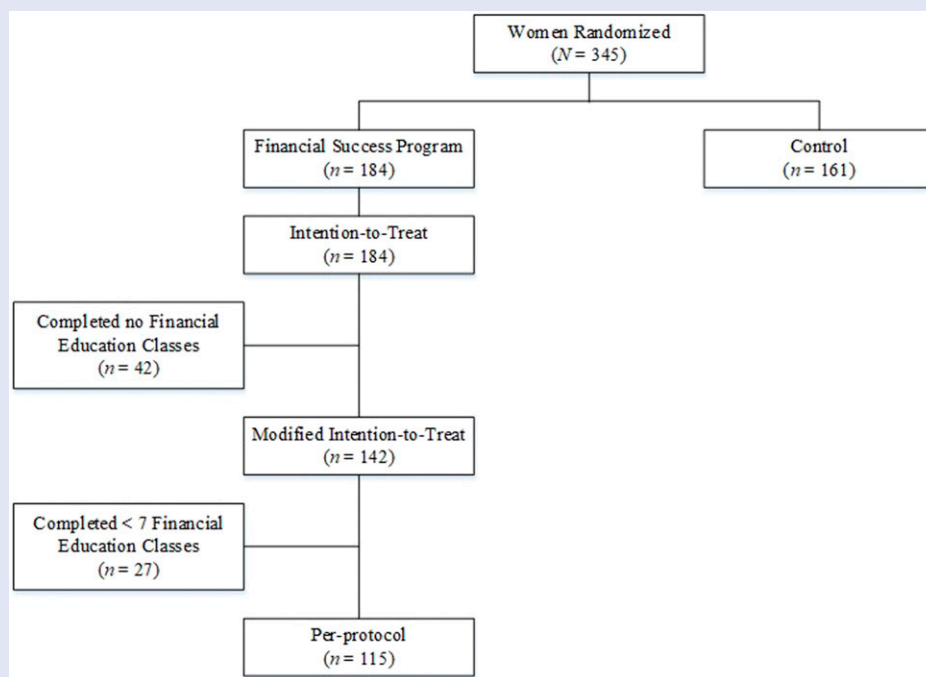 Women Randomized
(N = 345)
Financial Success Program
(n = 184)
Control
(n = 161)
Intention-to-Treat
(n = 184)
Completed no Financial
Education Classes
(n = 42)
Modified Intention-to-Treat
(n = 142)
Completed < 7 Financial
Education Classes
(n = 27)
Per-protocol
(n = 115)